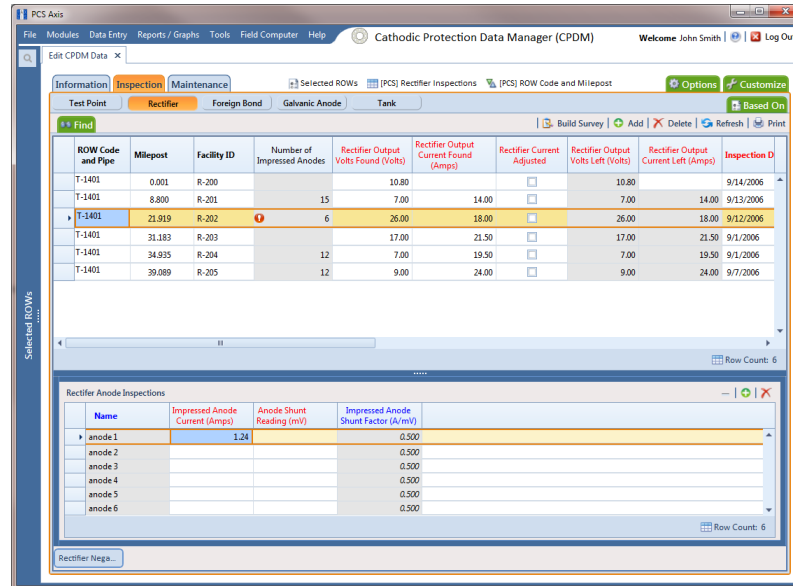 PCS Axis
File Modules Data Entry Reports / Graphs Tools Field Computer Help Cathodic Protection Data Manager (CPDM) Welcome John Smith Log Ou
Edit CPDM Data ×
Information Inspection Maintenance Selected ROWs [PCS] Rectifier Inspections [PCS] ROW Code and Milepost Options Customize
Test Point Rectifier Foreign Bond Galvanic Anode Tank Based On
Find Build Survey Add Delete Refresh Print
ROW Code and Pipe Milepost Facility ID Number of Impressed Anodes Rectifier Output Volts Found (Volts) Rectifier Output Current Found (Amps) Rectifier Current Adjusted Rectifier Output Volts Left (Volts) Rectifier Output Current Left (Amps) Inspection D
T-1401 0.001 R-200 10.80 10.80 9/14/2006
T-1401 8.800 R-201 15 7.00 14.00 7.00 14.00 9/13/2006
T-1401 21.919 R-202 6 26.00 18.00 26.00 18.00 9/12/2006
T-1401 31.183 R-203 17.00 21.50 17.00 21.50 9/1/2006
T-1401 34.935 R-204 12 7.00 19.50 7.00 19.50 9/1/2006
T-1401 39.089 R-205 12 9.00 24.00 9.00 24.00 9/7/2006
Selected ROWs
Row Count: 6
Rectifer Anode Inspections
Name Impressed Anode Current (Amps) Anode Shunt Reading (mV) Impressed Anode Shunt Factor (A/mV)
anode 1 1.24 0.500
anode 2 0.500
anode 3 0.500
anode 4 0.500
anode 5 0.500
anode 6 0.500
Row Count: 6
Rectifier Nega...